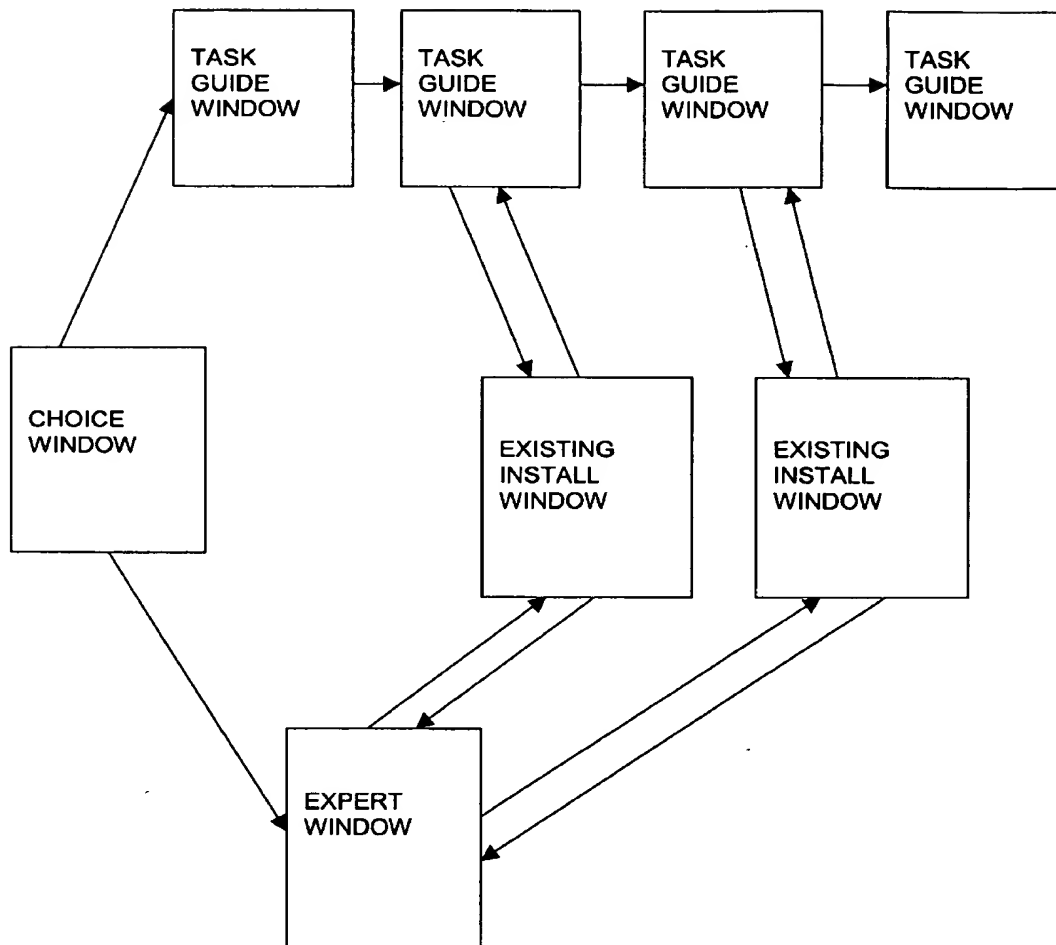 TASK
GUIDE
WINDOW
TASK
GUIDE
WINDOW
TASK
GUIDE
WINDOW
TASK
GUIDE
WINDOW
CHOICE
WINDOW
EXISTING
INSTALL
WINDOW
EXISTING
INSTALL
WINDOW
EXPERT
WINDOW